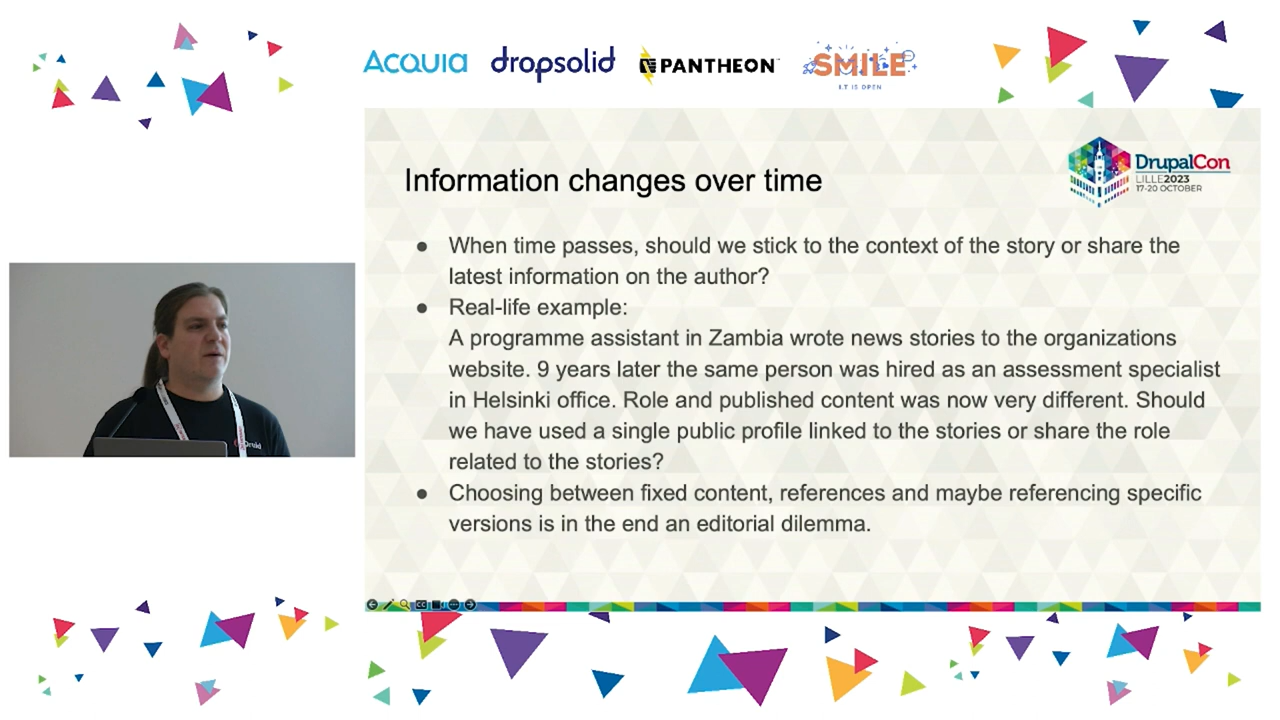 ACQUIA dropsolid PANTHEON SMILE
I.T IS OPEN
DrupalCon
LILLE2023
17-20 OCTOBER
Information changes over time
● When time passes, should we stick to the context of the story or share the
latest information on the author?
● Real-life example:
A programme assistant in Zambia wrote news stories to the organizations
website. 9 years later the same person was hired as an assessment specialist
in Helsinki office. Role and published content was now very different. Should
we have used a single public profile linked to the stories or share the role
related to the stories?
● Choosing between fixed content, references and maybe referencing specific
versions is in the end an editorial dilemma.
Druid
CC